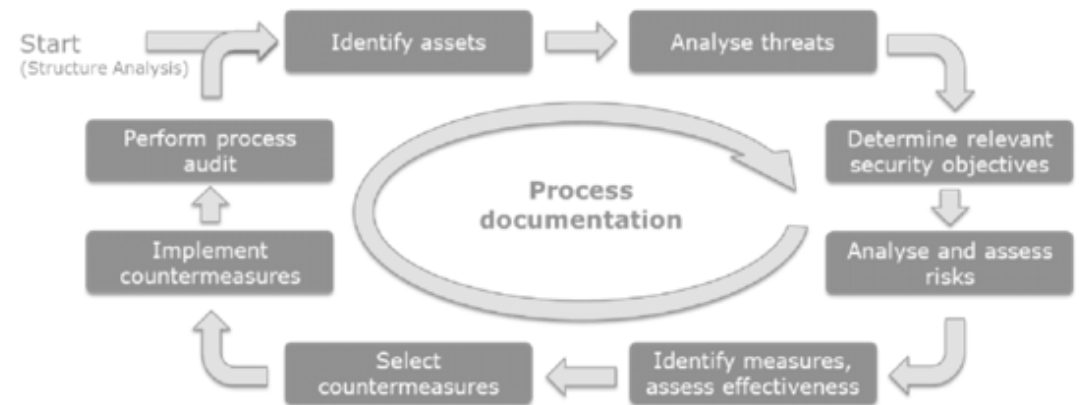 Start
(Structure Analysis)
Identify assets
Analyse threats
Determine relevant
security objectives
Analyse and assess
risks
Identify measures,
assess effectiveness
Select
countermeasures
Implement
countermeasures
Perform process
audit
Process
documentation